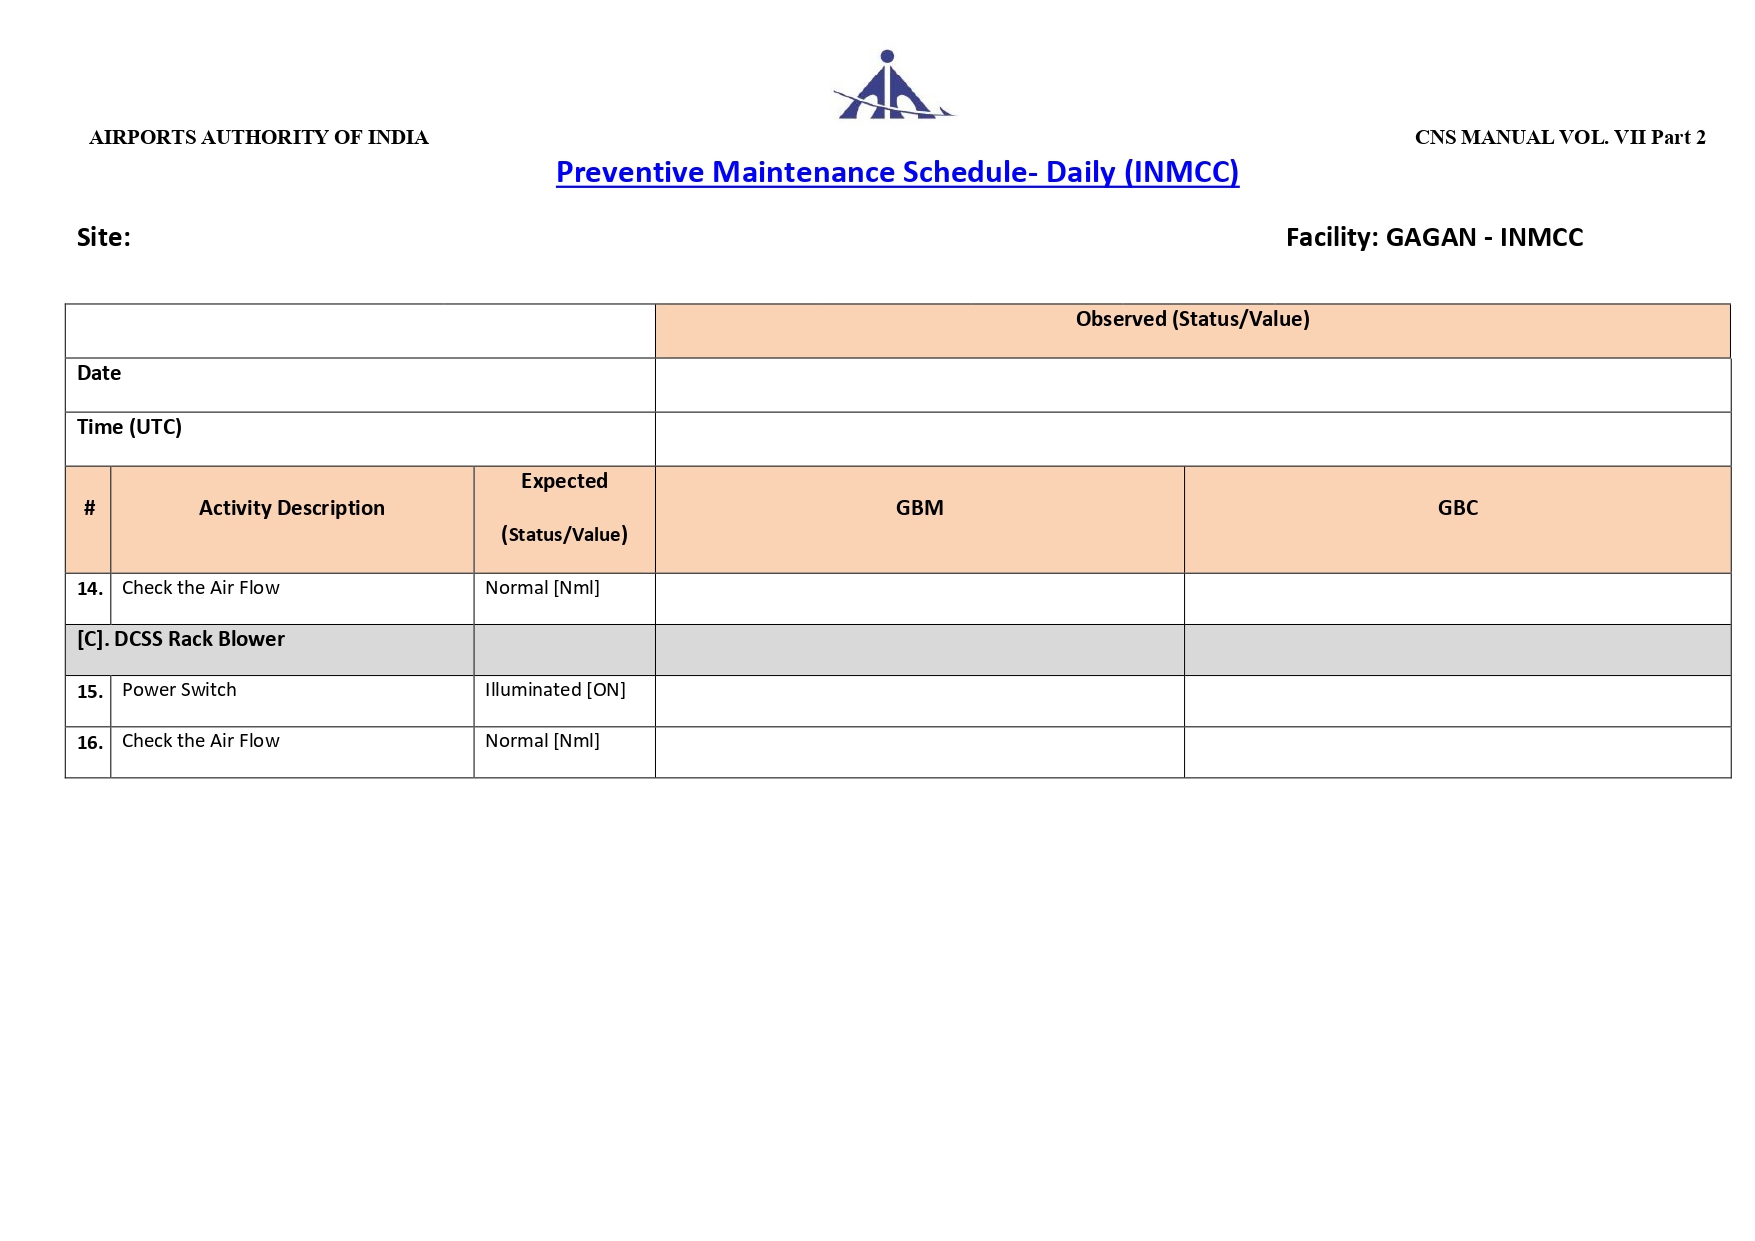 AIRPORTS AUTHORITY OF INDIA
CNS MANUAL VOL. VII Part 2
Preventive Maintenance Schedule- Daily (INMCC)
Site:
Facility: GAGAN - INMCC
Observed (Status/Value)
Date
Time (UTC)
#
Activity Description
Expected
(Status/Value)
GBM
GBC
14.
Check the Air Flow
Normal [Nml]
[C]. DCSS Rack Blower
15.
Power Switch
Illuminated [ON]
16.
Check the Air Flow
Normal [Nml]